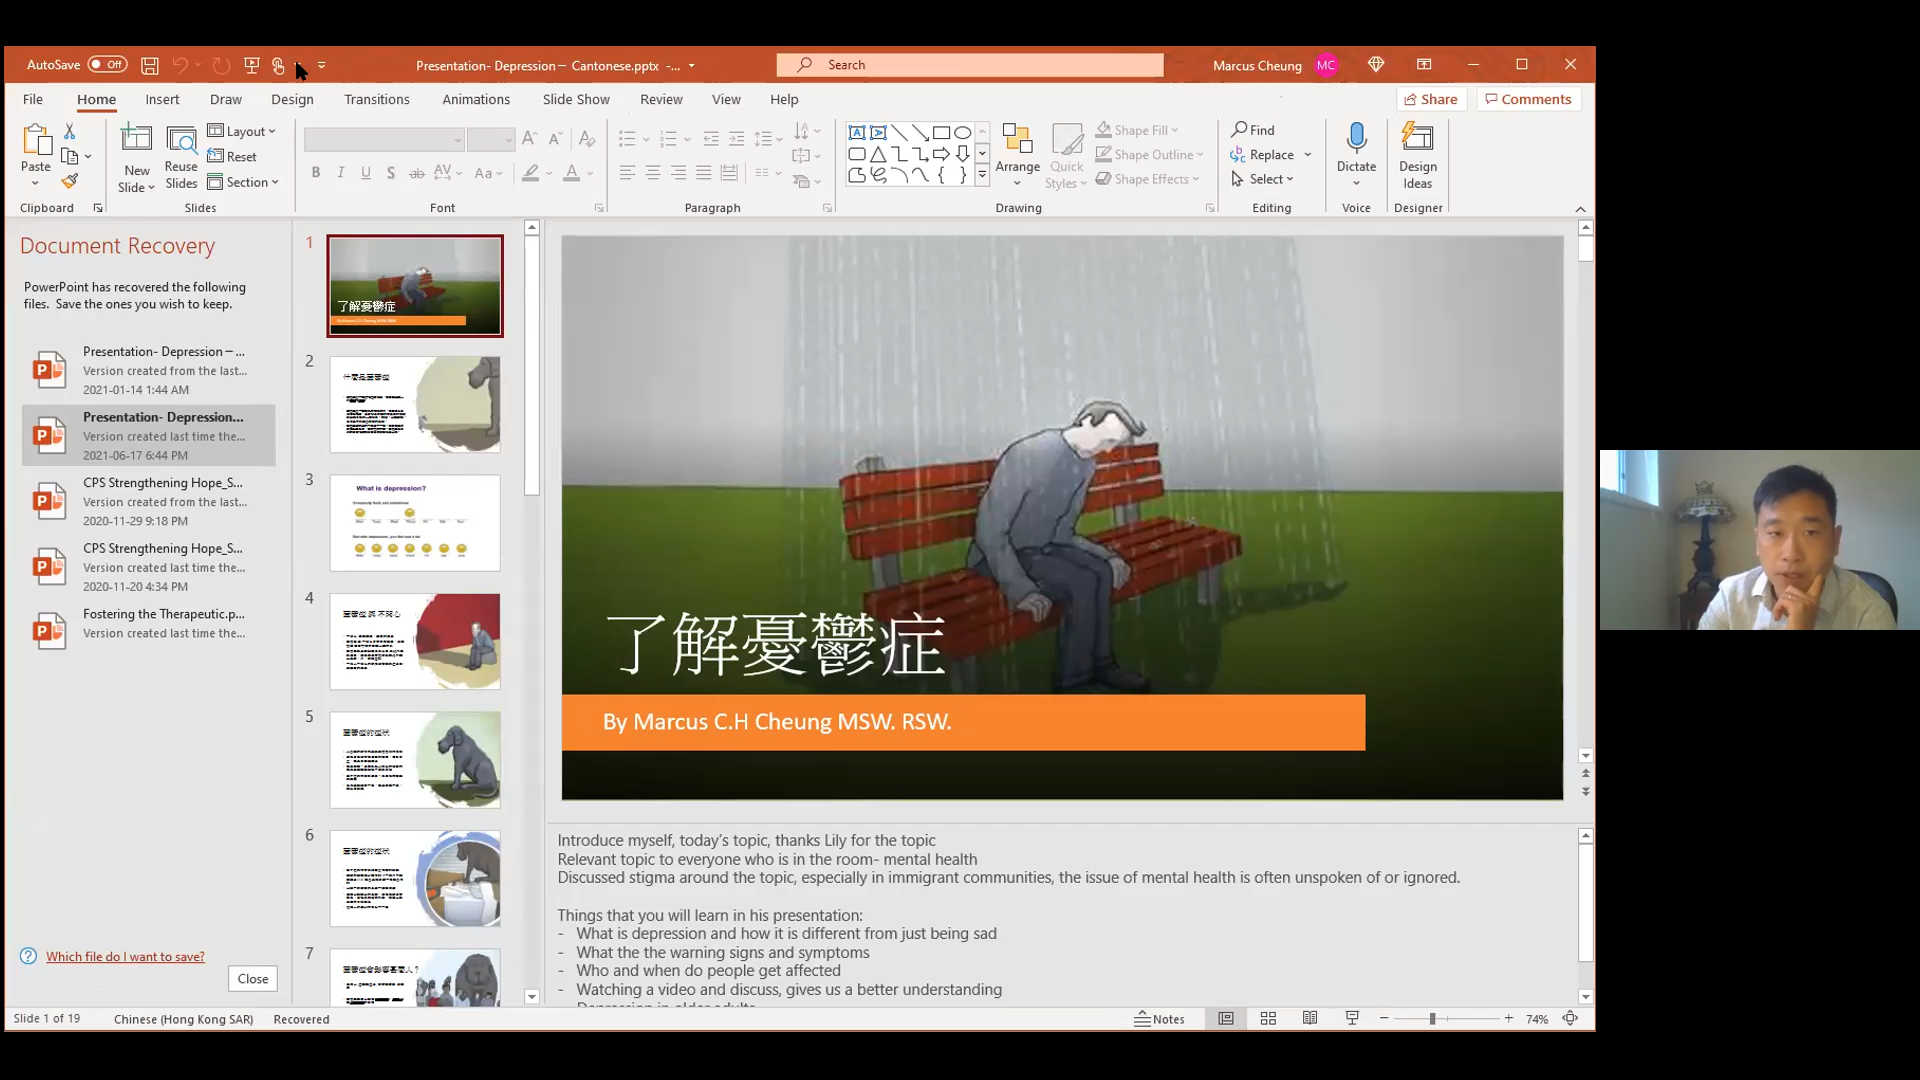 AutoSave Off
Presentation- Depression – Cantonese.pptx -...
Search
Marcus Cheung MC
File Home Insert Draw Design Transitions Animations Slide Show Review View Help
Share Comments
Paste
New Slide
Reuse Slides
Layout
Reset
Section
Shape Fill
Shape Outline
Shape Effects
Arrange
Quick Styles
Find
Replace
Select
Dictate
Design Ideas
Clipboard Slides Font Paragraph Drawing Editing Voice Designer
Document Recovery
PowerPoint has recovered the following
files. Save the ones you wish to keep.
Presentation- Depression – ...
Version created from the last...
2021-01-14 1:44 AM
Presentation- Depression...
Version created last time the...
2021-06-17 6:44 PM
CPS Strengthening Hope_S...
Version created from the last...
2020-11-29 9:18 PM
CPS Strengthening Hope_S...
Version created last time the...
2020-11-20 4:34 PM
Fostering the Therapeutic.p...
Version created last time the...
Which file do I want to save?
Close
1
了解憂鬱症
2
3
What is depression?
4
5
6
7
了解憂鬱症
By Marcus C.H Cheung MSW. RSW.
Introduce myself, today's topic, thanks Lily for the topic
Relevant topic to everyone who is in the room- mental health
Discussed stigma around the topic, especially in immigrant communities, the issue of mental health is often unspoken of or ignored.
Things that you will learn in his presentation:
- What is depression and how it is different from just being sad
- What the the warning signs and symptoms
- Who and when do people get affected
- Watching a video and discuss, gives us a better understanding
- Depression in older adults
Slide 1 of 19 Chinese (Hong Kong SAR) Recovered
Notes
74%